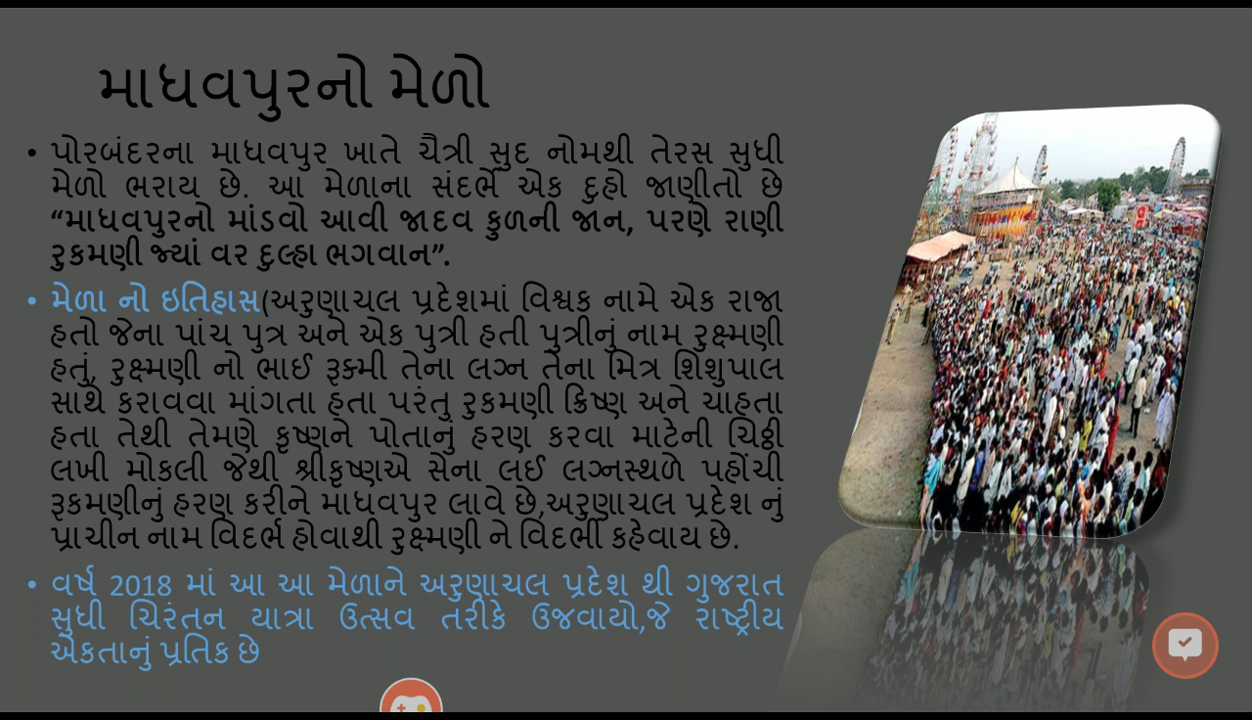 માધવપુરનો મેળો
• પોરબંદરના માધવપુર ખાતે ચૈત્રી સુદ નોમથી તેરસ સુધી
મેળો ભરાય છે. આ મેળાના સંદર્ભે એક દુહો જાણીતો છે
“માધવપુરનો માંડવો આવી જાદવ કુળની જાન, પરણે રાણી
રુકમણી જ્યાં વર દુલ્હા ભગવાન”.
• મેળા નો ઇતિહાસ(અરુણાચલ પ્રદેશમાં વિશ્વક નામે એક રાજા
હતો જેના પાંચ પુત્ર અને એક પુત્રી હતી પુત્રીનું નામ રુક્ષ્મણી
હતું, રુક્ષ્મણી નો ભાઈ રૂક્મી તેના લગ્ન તેના મિત્ર શિશુપાલ
સાથે કરાવવા માંગતા હતા પરંતુ રુકમણી ક્રિષ્ણ અને ચાહતા
હતા તેથી તેમણે કૃષ્ણને પોતાનું હરણ કરવા માટેની ચિઠ્ઠી
લખી મોકલી જેથી શ્રીકૃષ્ણએ સેના લઈ લગ્નસ્થળે પહોંચી
રૂકમણીનું હરણ કરીને માધવપુર લાવે છે,અરુણાચલ પ્રદેશ નું
પ્રાચીન નામ વિદર્ભ હોવાથી રુક્ષ્મણી ને વિદર્ભી કહેવાય છે.
• વર્ષ 2018 માં આ આ મેળાને અરુણાચલ પ્રદેશ થી ગુજરાત
સુધી ચિરંતન યાત્રા ઉત્સવ તરીકે ઉજવાયો,જે રાષ્ટ્રીય
એકતાનું પ્રતિક છે